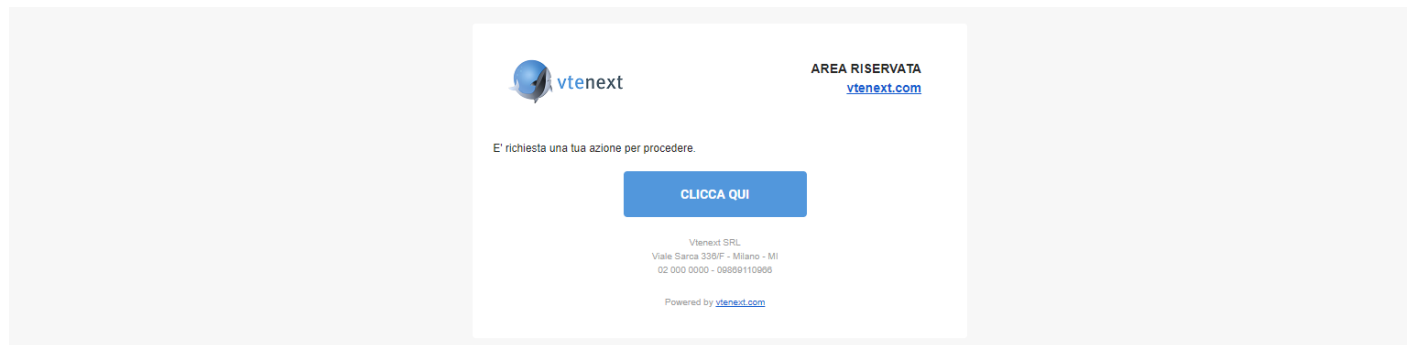 vtenext
AREA RISERVATA
vtenext.com
E' richiesta una tua azione per procedere.
CLICCA QUI
Vtenext SRL
Viale Sarca 336/F - Milano - MI
02 000 0000 - 09869110966
Powered by vtenext.com